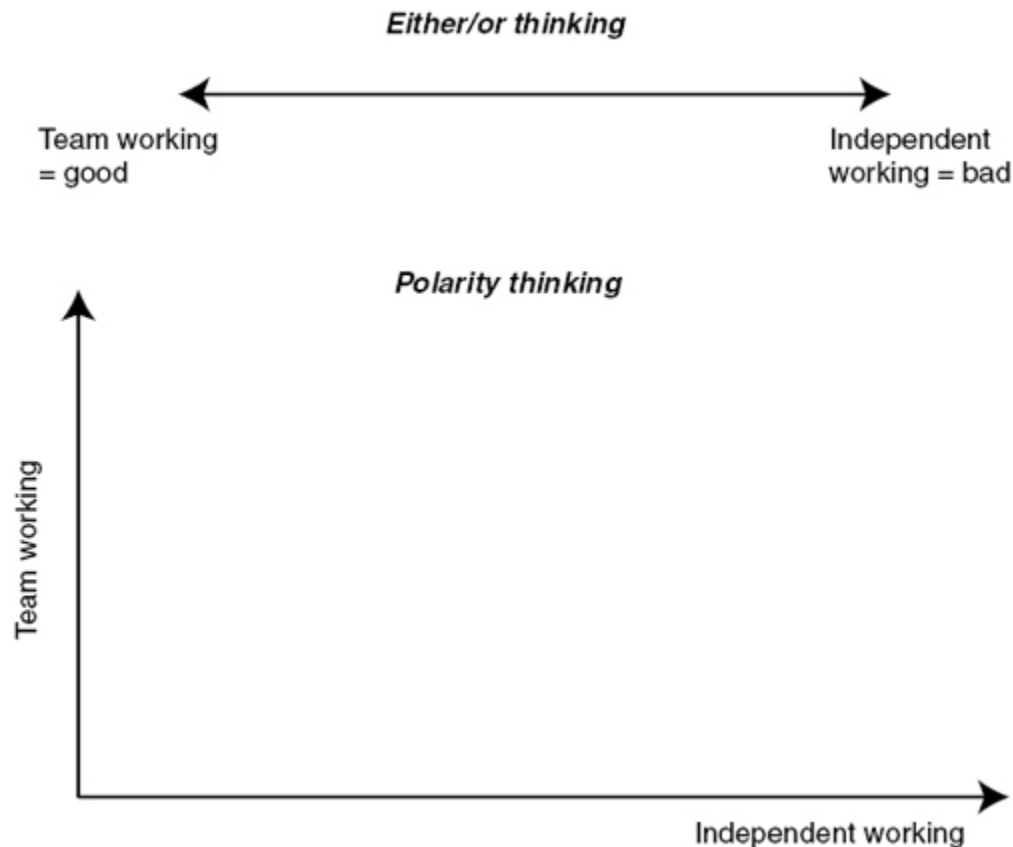 Either/or thinking
Team working
= good
Independent
working = bad
Polarity thinking
Team working
Independent working